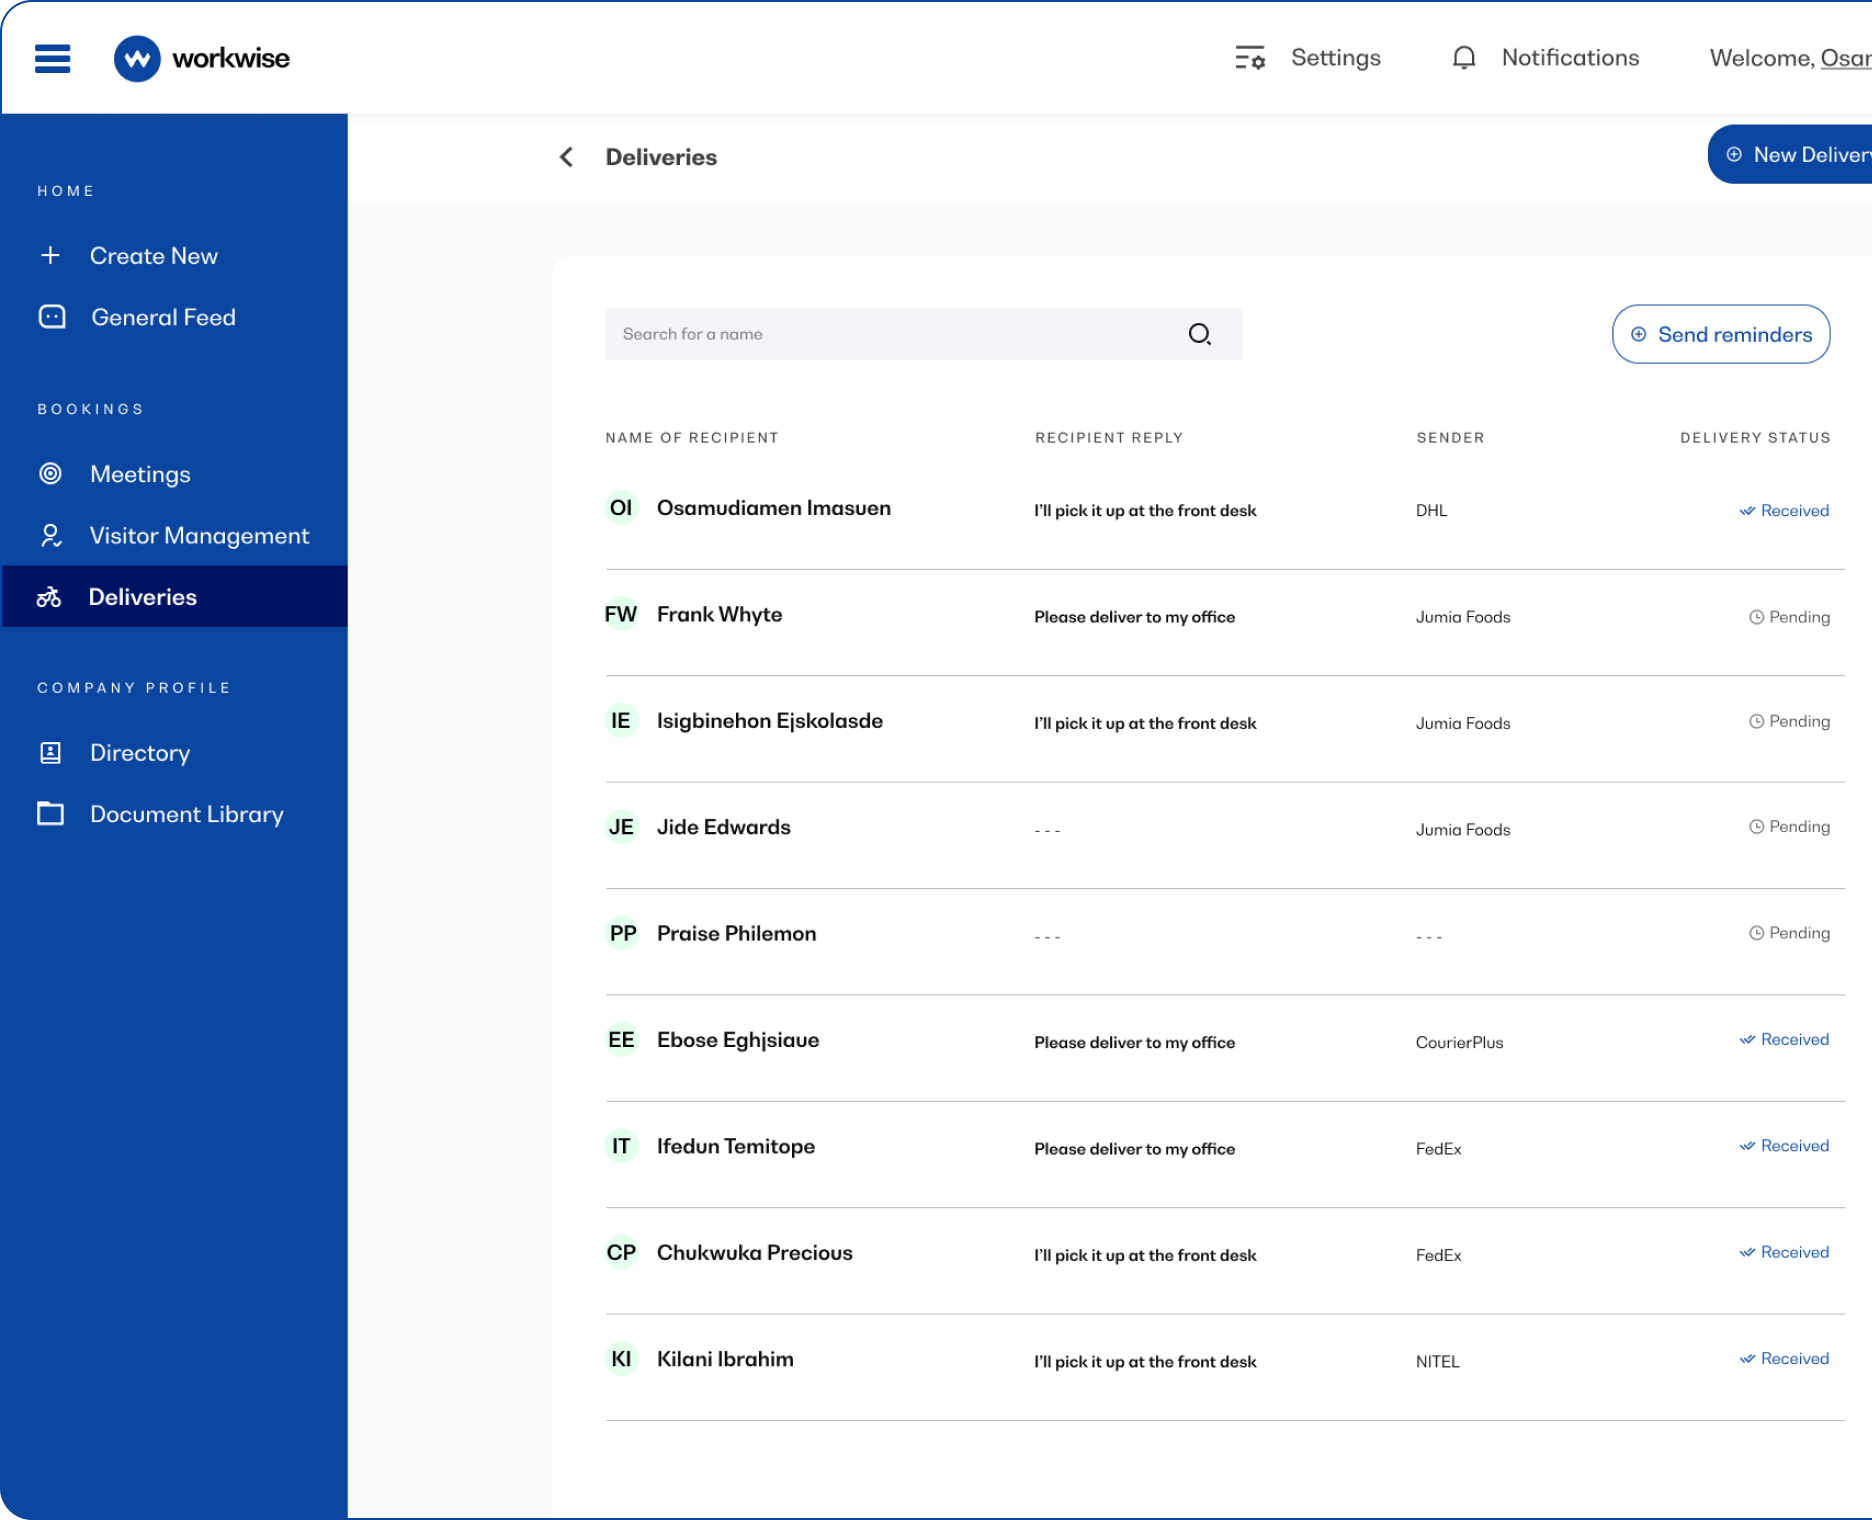 workwise
Settings
Notifications
Welcome, Osar
Deliveries
New Delivery
HOME
Create New
General Feed
BOOKINGS
Meetings
Visitor Management
Deliveries
COMPANY PROFILE
Directory
Document Library
Search for a name
Send reminders
NAME OF RECIPIENT RECIPIENT REPLY SENDER DELIVERY STATUS
OI Osamudiamen Imasuen I'll pick it up at the front desk DHL Received
FW Frank Whyte Please deliver to my office Jumia Foods Pending
IE Isigbinehon Ejskolasde I'll pick it up at the front desk Jumia Foods Pending
JE Jide Edwards - - - Jumia Foods Pending
PP Praise Philemon - - - - - - Pending
EE Ebose Eghjsiaue Please deliver to my office CourierPlus Received
IT Ifedun Temitope Please deliver to my office FedEx Received
CP Chukwuka Precious I'll pick it up at the front desk FedEx Received
KI Kilani Ibrahim I'll pick it up at the front desk NITEL Received